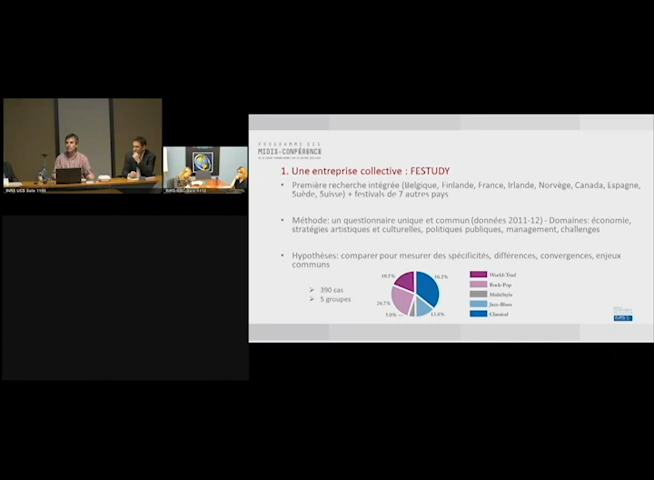 PROGRAMME DES
MIDIS-CONFÉRENCE
1. Une entreprise collective : FESTUDY
• Première recherche intégrée (Belgique, Finlande, France, Irlande, Norvège, Canada, Espagne,
Suède, Suisse) + festivals de 7 autres pays
• Méthode: un questionnaire unique et commun (données 2011-12) - Domaines: économie,
stratégies artistiques et culturelles, politiques publiques, management, challenges
• Hypothèses: comparer pour mesurer des spécificités, différences, convergences, enjeux
communs
➢ 390 cas
➢ 5 groupes
World-Trad
Rock-Pop
MultiStyle
Jazz-Blues
Classical
INRS UCS Salle